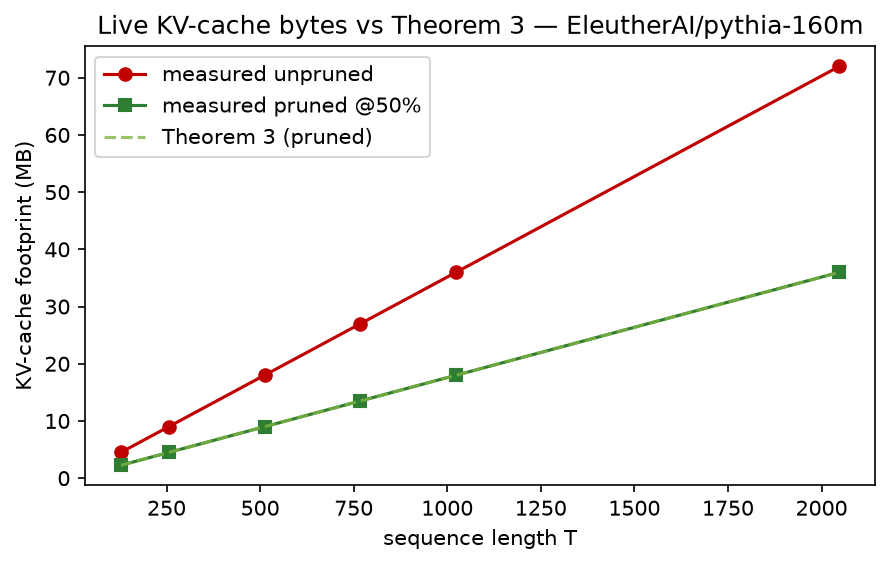 Live KV-cache bytes vs Theorem 3 — EleutherAI/pythia-160m
measured unpruned
measured pruned @50%
Theorem 3 (pruned)
KV-cache footprint (MB)
70
60
50
40
30
20
10
0
250 500 750 1000 1250 1500 1750 2000
sequence length T